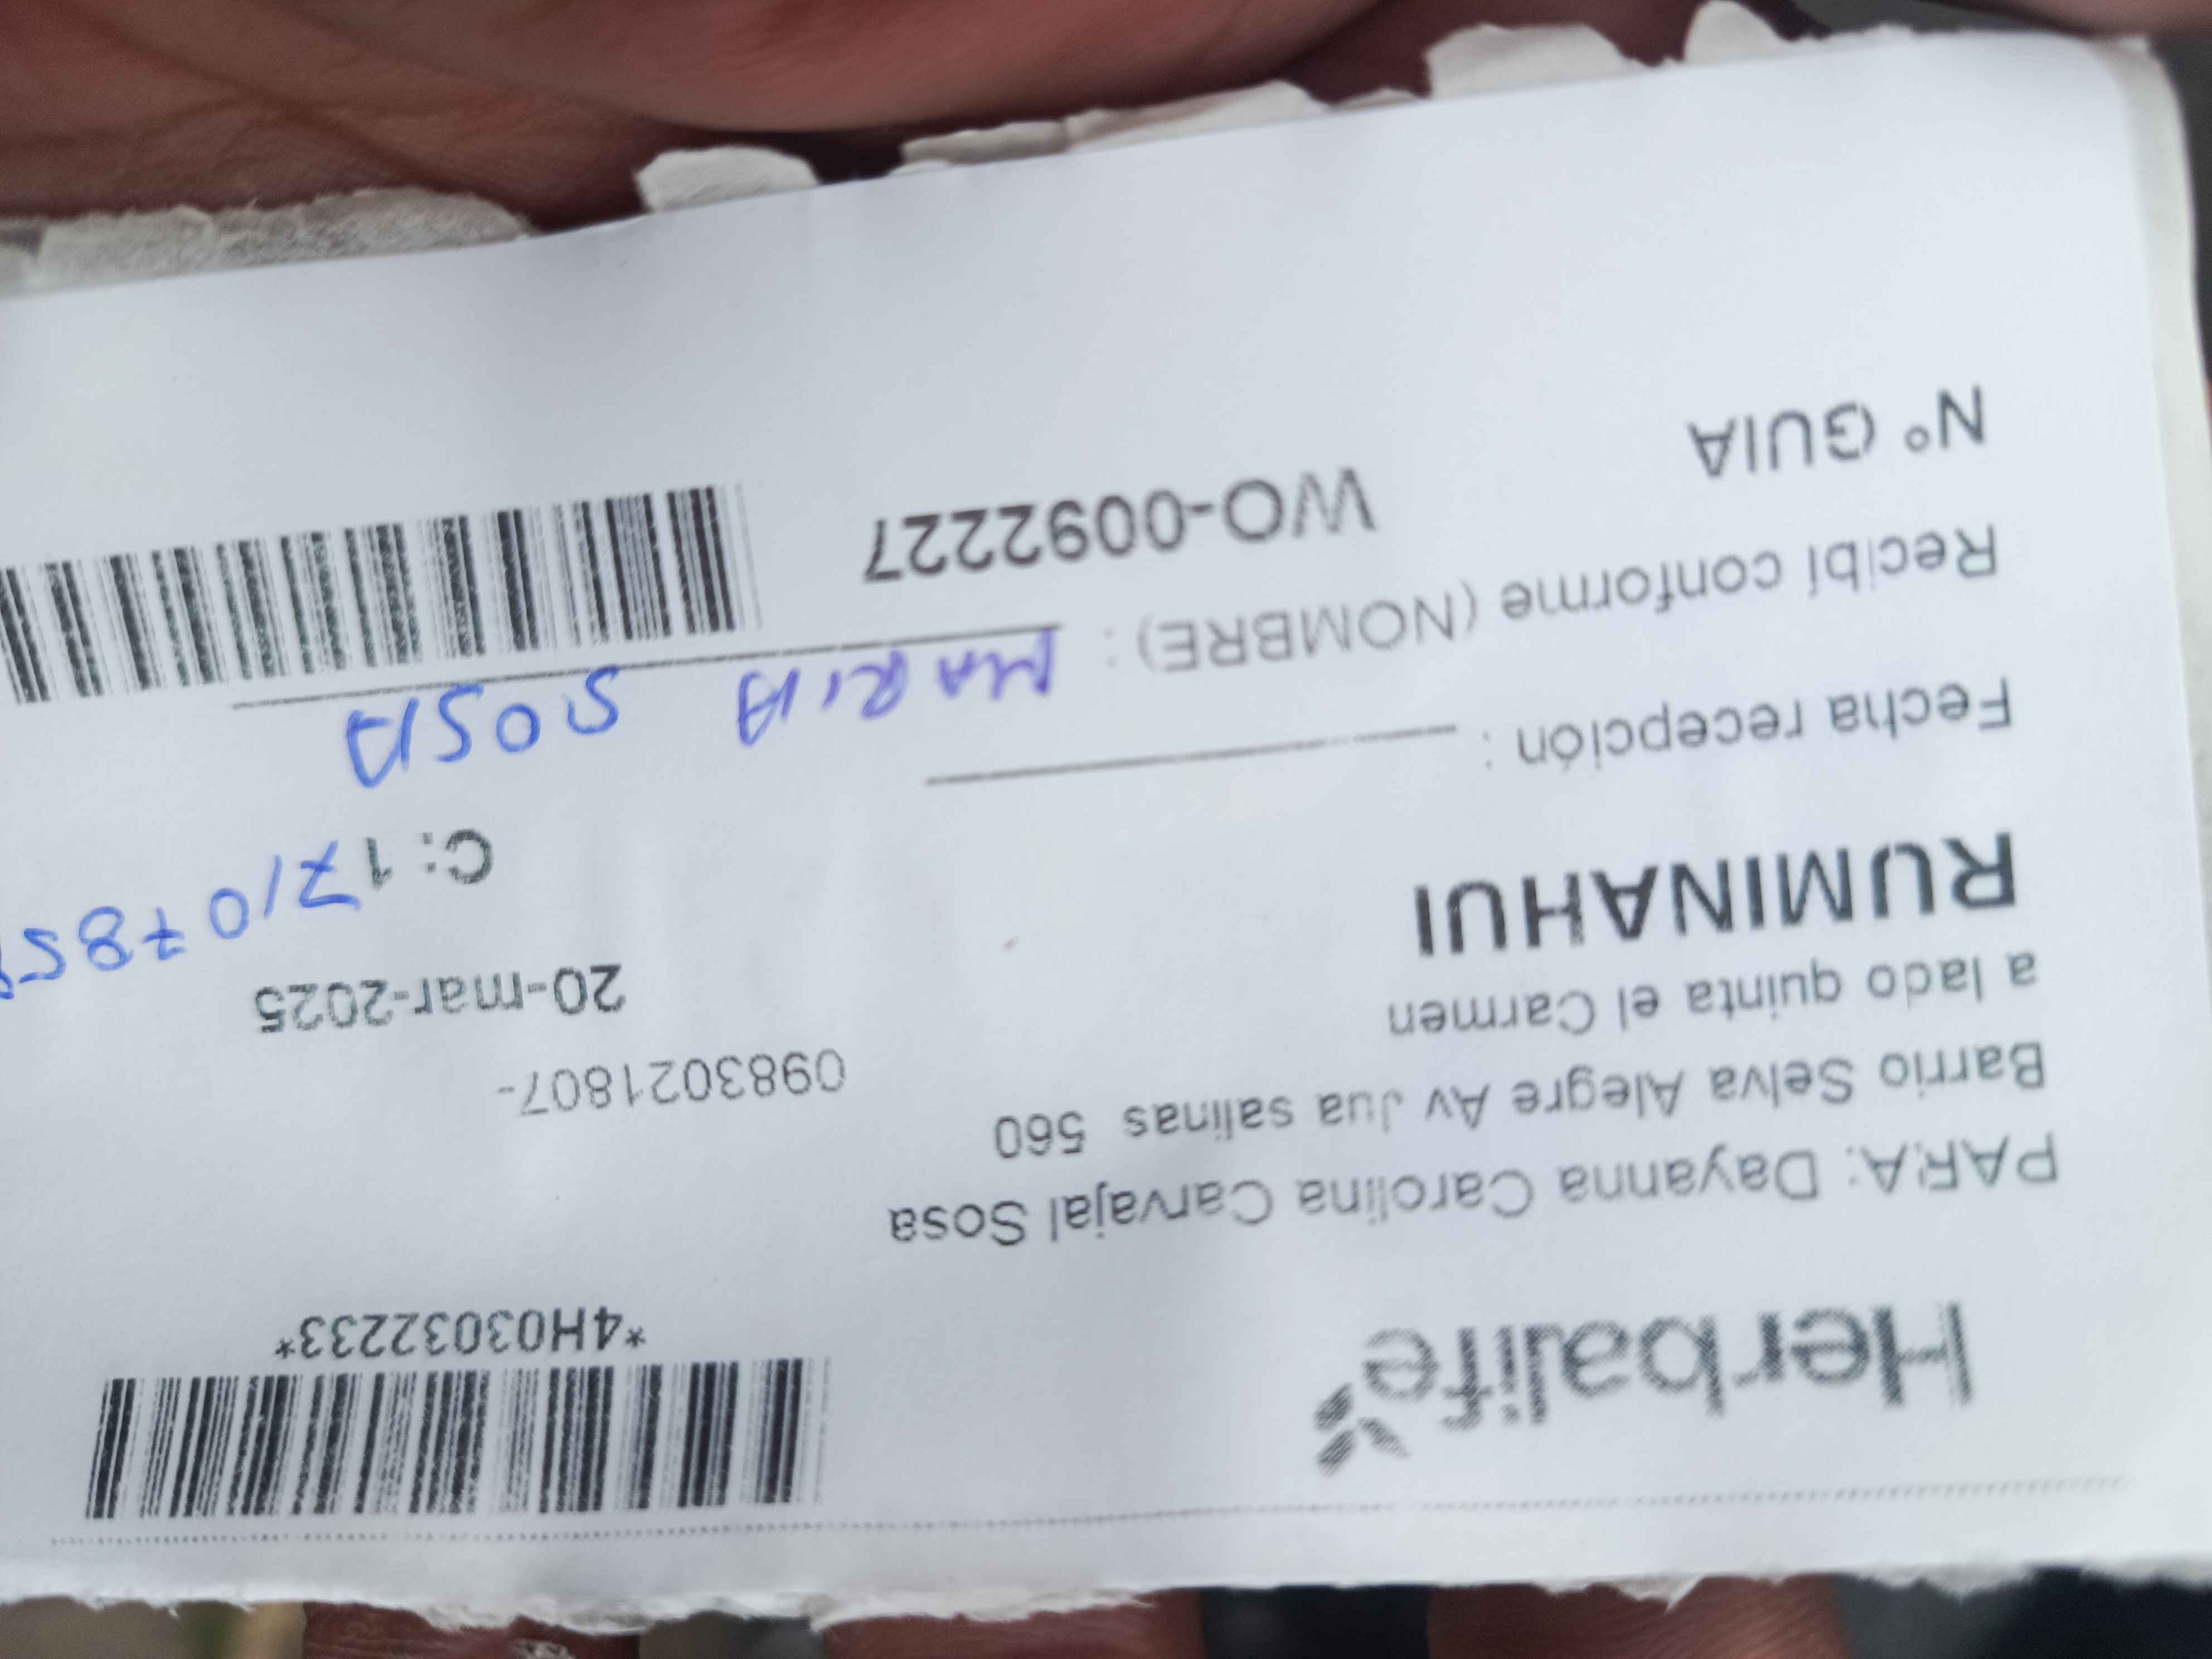 Herbalife
*4H03032233*
PARA: Dayanna Carolina Carvajal Sosa
Barrio Selva Alegre Av Jua salinas 560
0983021807-
a lado quinta el Carmen
20-mar-2025
RUMINAHUI
C: 1710785
Fecha recepción :
Recibí conforme (NOMBRE) : MARIA SOSA
Nº GUIA WO-0092227